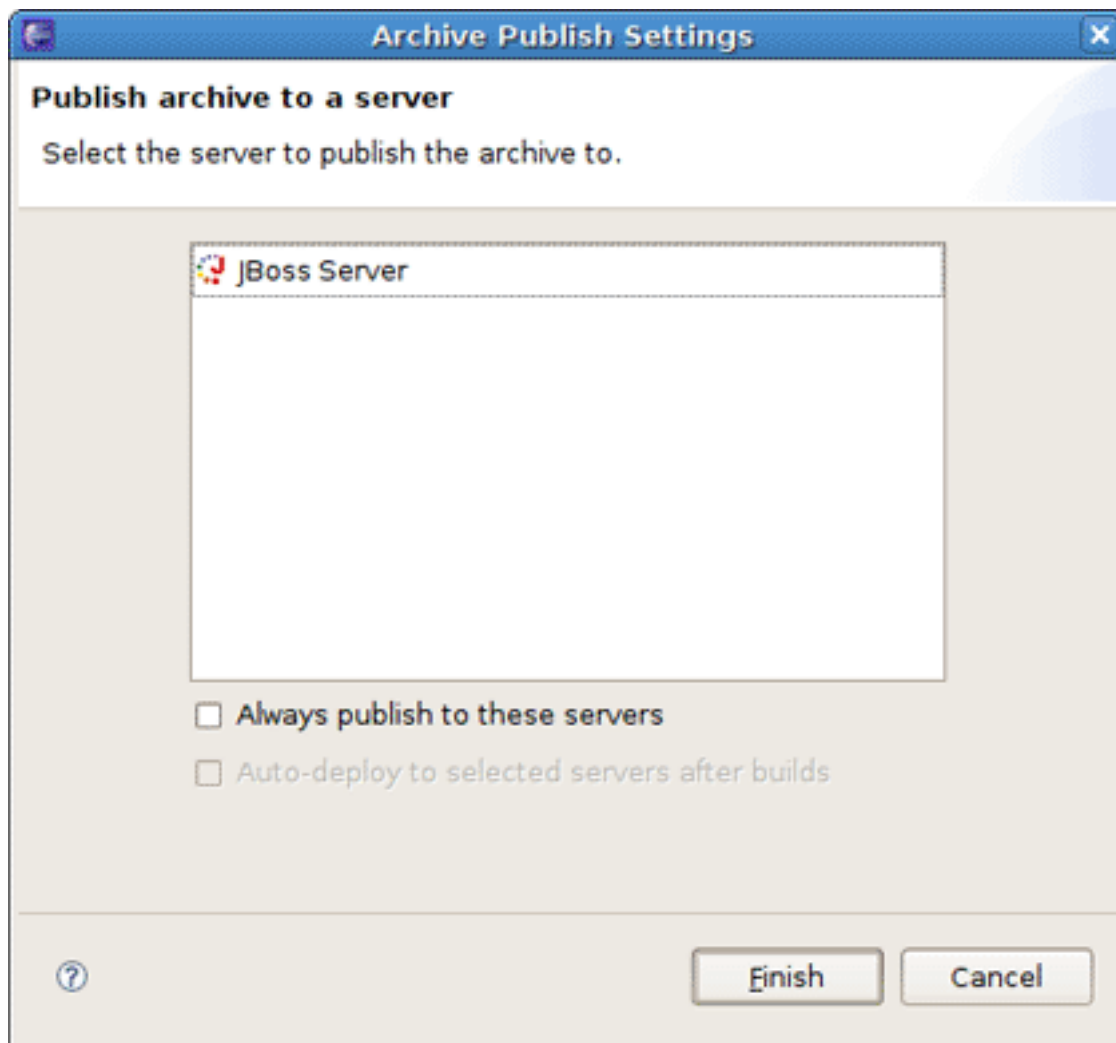 Archive Publish Settings
Publish archive to a server
Select the server to publish the archive to.
JBoss Server
Always publish to these servers
Auto-deploy to selected servers after builds
Finish
Cancel